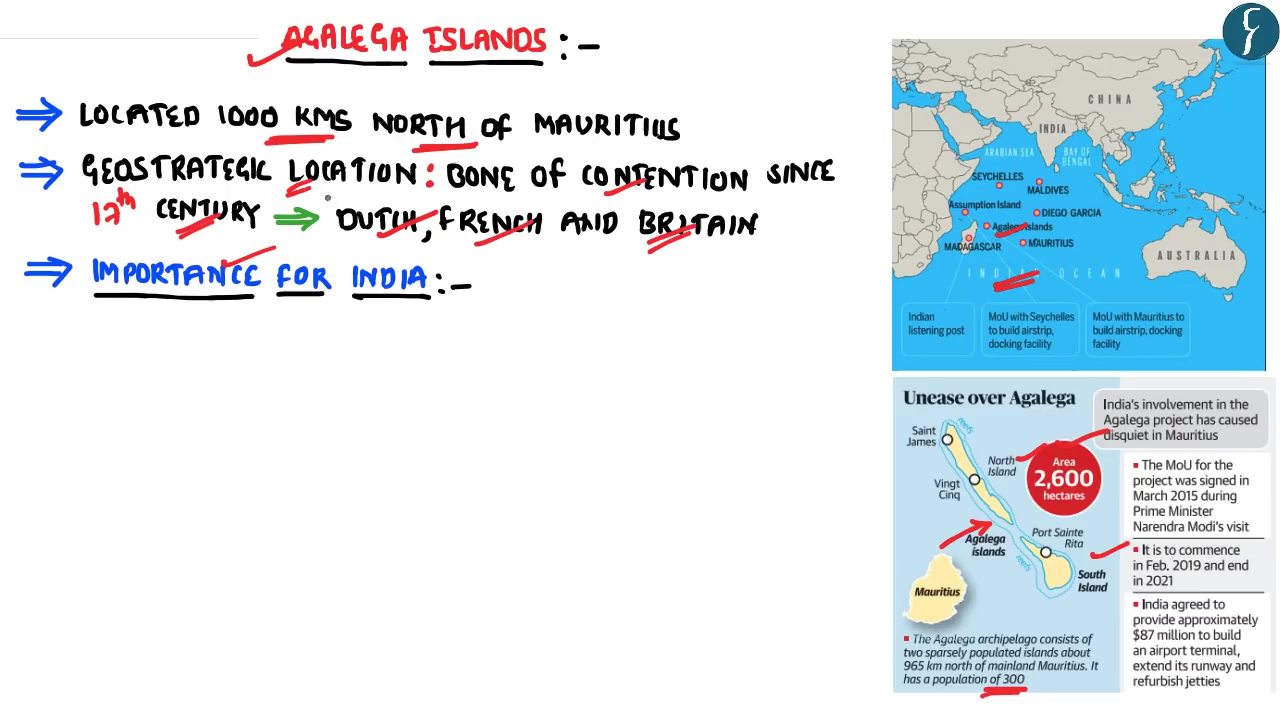 AGALEGA ISLANDS :-
⇒ LOCATED 1000 KMS NORTH OF MAURITIUS
⇒ GEOSTRATEGIC LOCATION : BONE OF CONTENTION SINCE
17th CENTURY ⇒ DUTCH, FRENCH AND BRITAIN
⇒ IMPORTANCE FOR INDIA :-
CHINA
INDIA
ARABIAN SEA
BAY OF
BENGAL
SEYCHELLES
MALDIVES
Assumption Island
DIEGO GARCIA
Agalega Islands
MADAGASCAR
MAURITIUS
AUSTRALIA
INDIAN OCEAN
Indian
listening post
MoU with Seychelles
to build airstrip,
docking facility
MoU with Mauritius to
build airstrip, docking
facility
Unease over Agalega
India's involvement in the
Agalega project has caused
disquiet in Mauritius
Saint
James
reefs
North
Island
Vingt
Cinq
Area
2,600
hectares
Port Sainte
Rita
Agalega
islands
reefs
South
Island
Mauritius
▪ The Agalega archipelago consists of
two sparsely populated islands about
965 km north of mainland Mauritius. It
has a population of 300
▪ The MoU for the
project was signed in
March 2015 during
Prime Minister
Narendra Modi's visit
▪ It is to commence
in Feb. 2019 and end
in 2021
▪ India agreed to
provide approximately
$87 million to build
an airport terminal,
extend its runway and
refurbish jetties